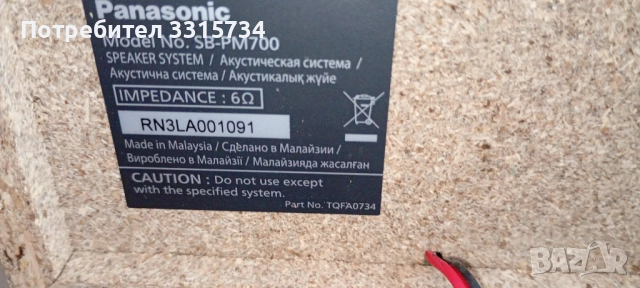 Panasonic
Потребител 3315734
Model No. SB-PM700
SPEAKER SYSTEM / Акустическая система /
Акустична система / Акустикалық жүйе
IMPEDANCE : 6Ω
RN3LA001091
Made in Malaysia / Сделано в Малайзии /
Вироблено в Малайзії / Малайзияда жасалған
CAUTION : Do not use except
with the specified system.
Part No. TQFA0734
BAZAR